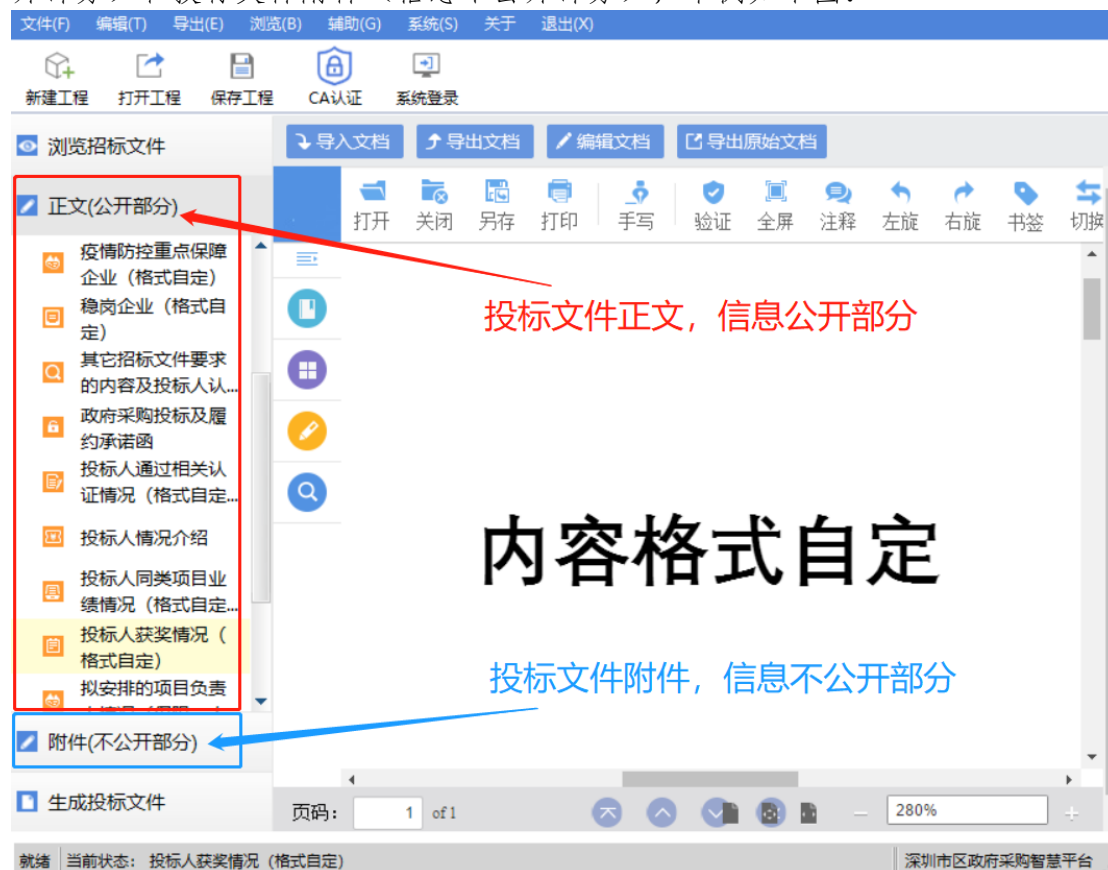 文件(F) 编辑(T) 导出(E) 浏览(B) 辅助(G) 系统(S) 关于 退出(X)
新建工程 打开工程 保存工程 CA认证 系统登录
浏览招标文件
导入文档 导出文档 编辑文档 导出原始文档
正文(公开部分)
打开 关闭 另存 打印 手写 验证 全屏 注释 左旋 右旋 书签 切换
疫情防控重点保障
企业（格式自定）
稳岗企业（格式自
定）
其它招标文件要求
的内容及投标人认...
政府采购投标及履
约承诺函
投标人通过相关认
证情况（格式自定...
投标人情况介绍
投标人同类项目业
绩情况（格式自定...
投标人获奖情况（
格式自定）
拟安排的项目负责
投标文件正文，信息公开部分
内容格式自定
投标文件附件，信息不公开部分
附件(不公开部分)
生成投标文件
页码： 1 of 1 280%
就绪 当前状态： 投标人获奖情况（格式自定） 深圳市区政府采购智慧平台